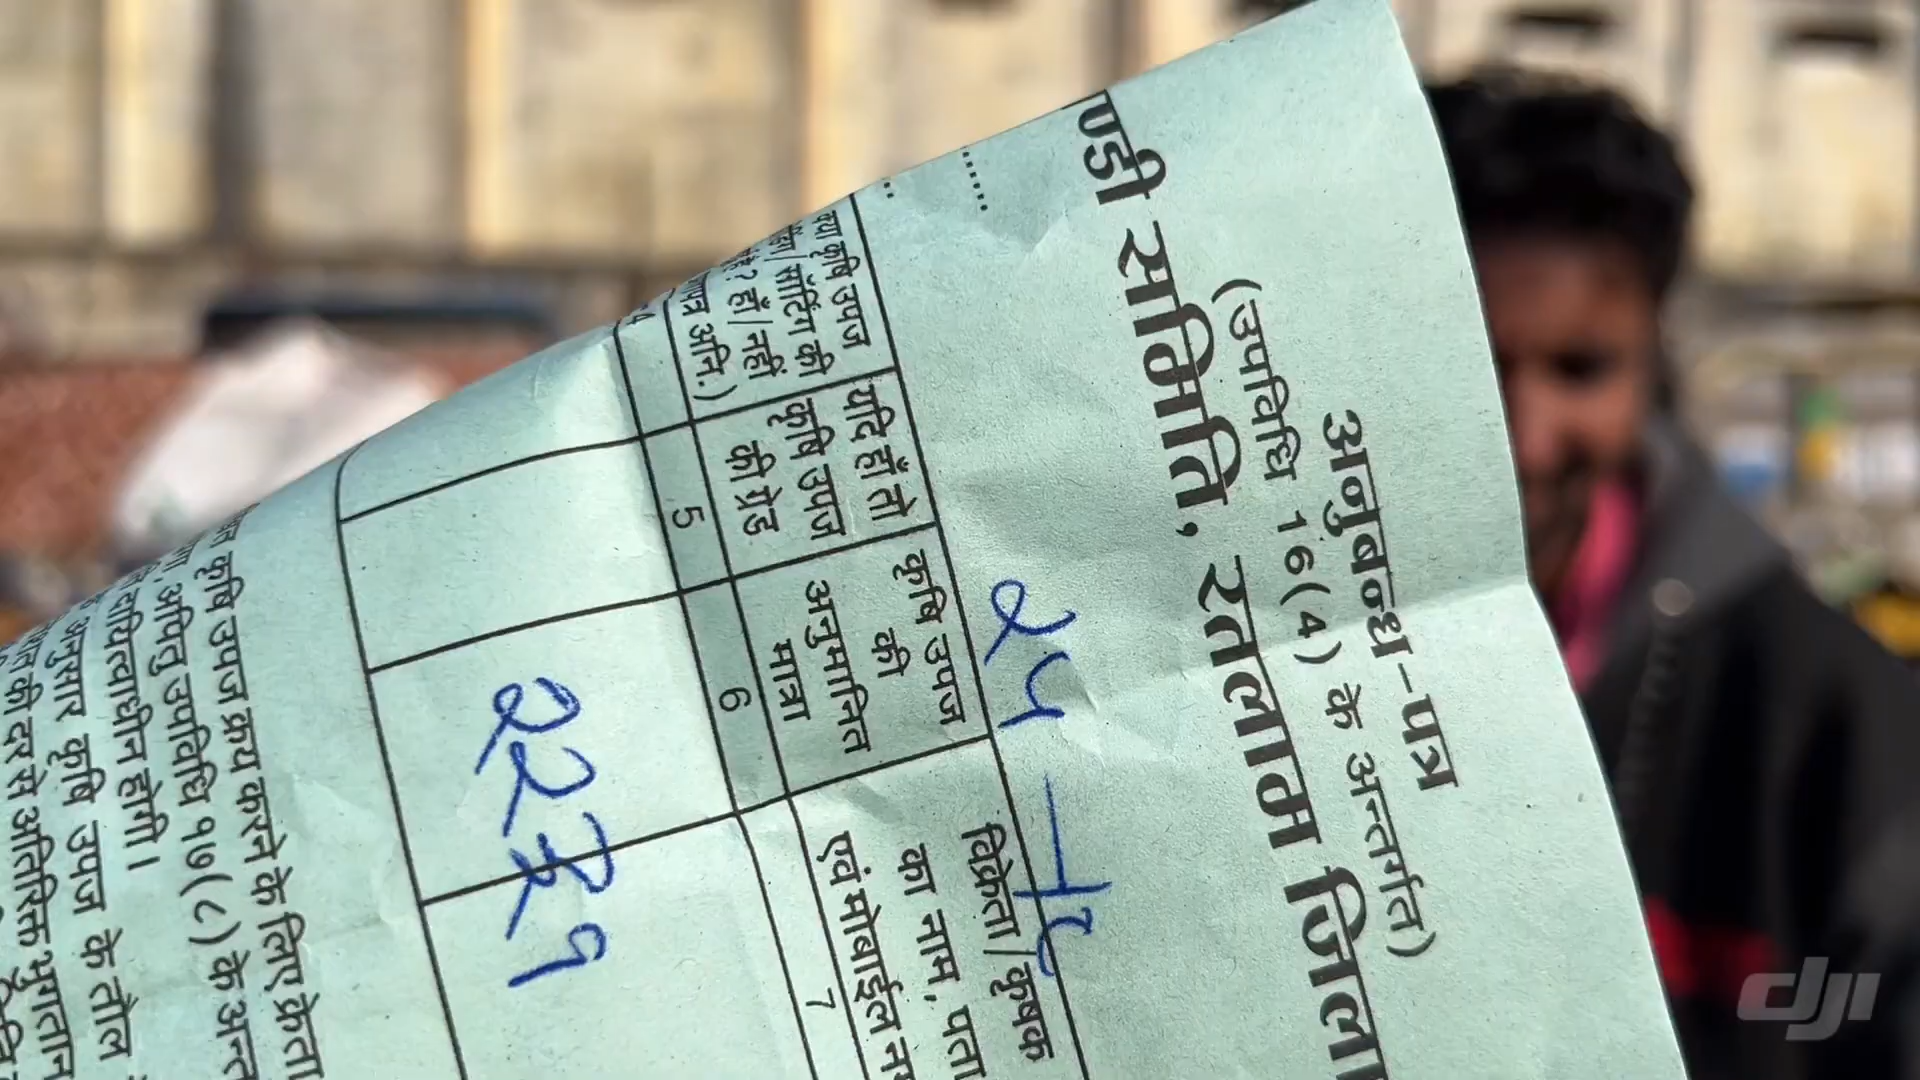 अनुबन्ध-पत्र
(उपविधि 16(4) के अन्तर्गत)
ण्डी समिति, रतलाम जिला
२५
क्या कृषि उपज
सॉर्टिंग की
है? हॉं/नहीं
अनि.)
यदि हॉं तो
कृषि उपज
की ग्रेड
कृषि उपज
की
अनुमानित
मात्रा
विक्रेता/कृषक
का नाम, पता
एवं मोबाईल
5
6
7
२२३१
कृषि उपज क्रय करने के लिए क्रेता
अपितु उपविधि १७(८) के अन्त
दायित्वाधीन होगी।
अनुसार कृषि उपज के तौल
की दर से अतिरिक्त भुगतान
dji